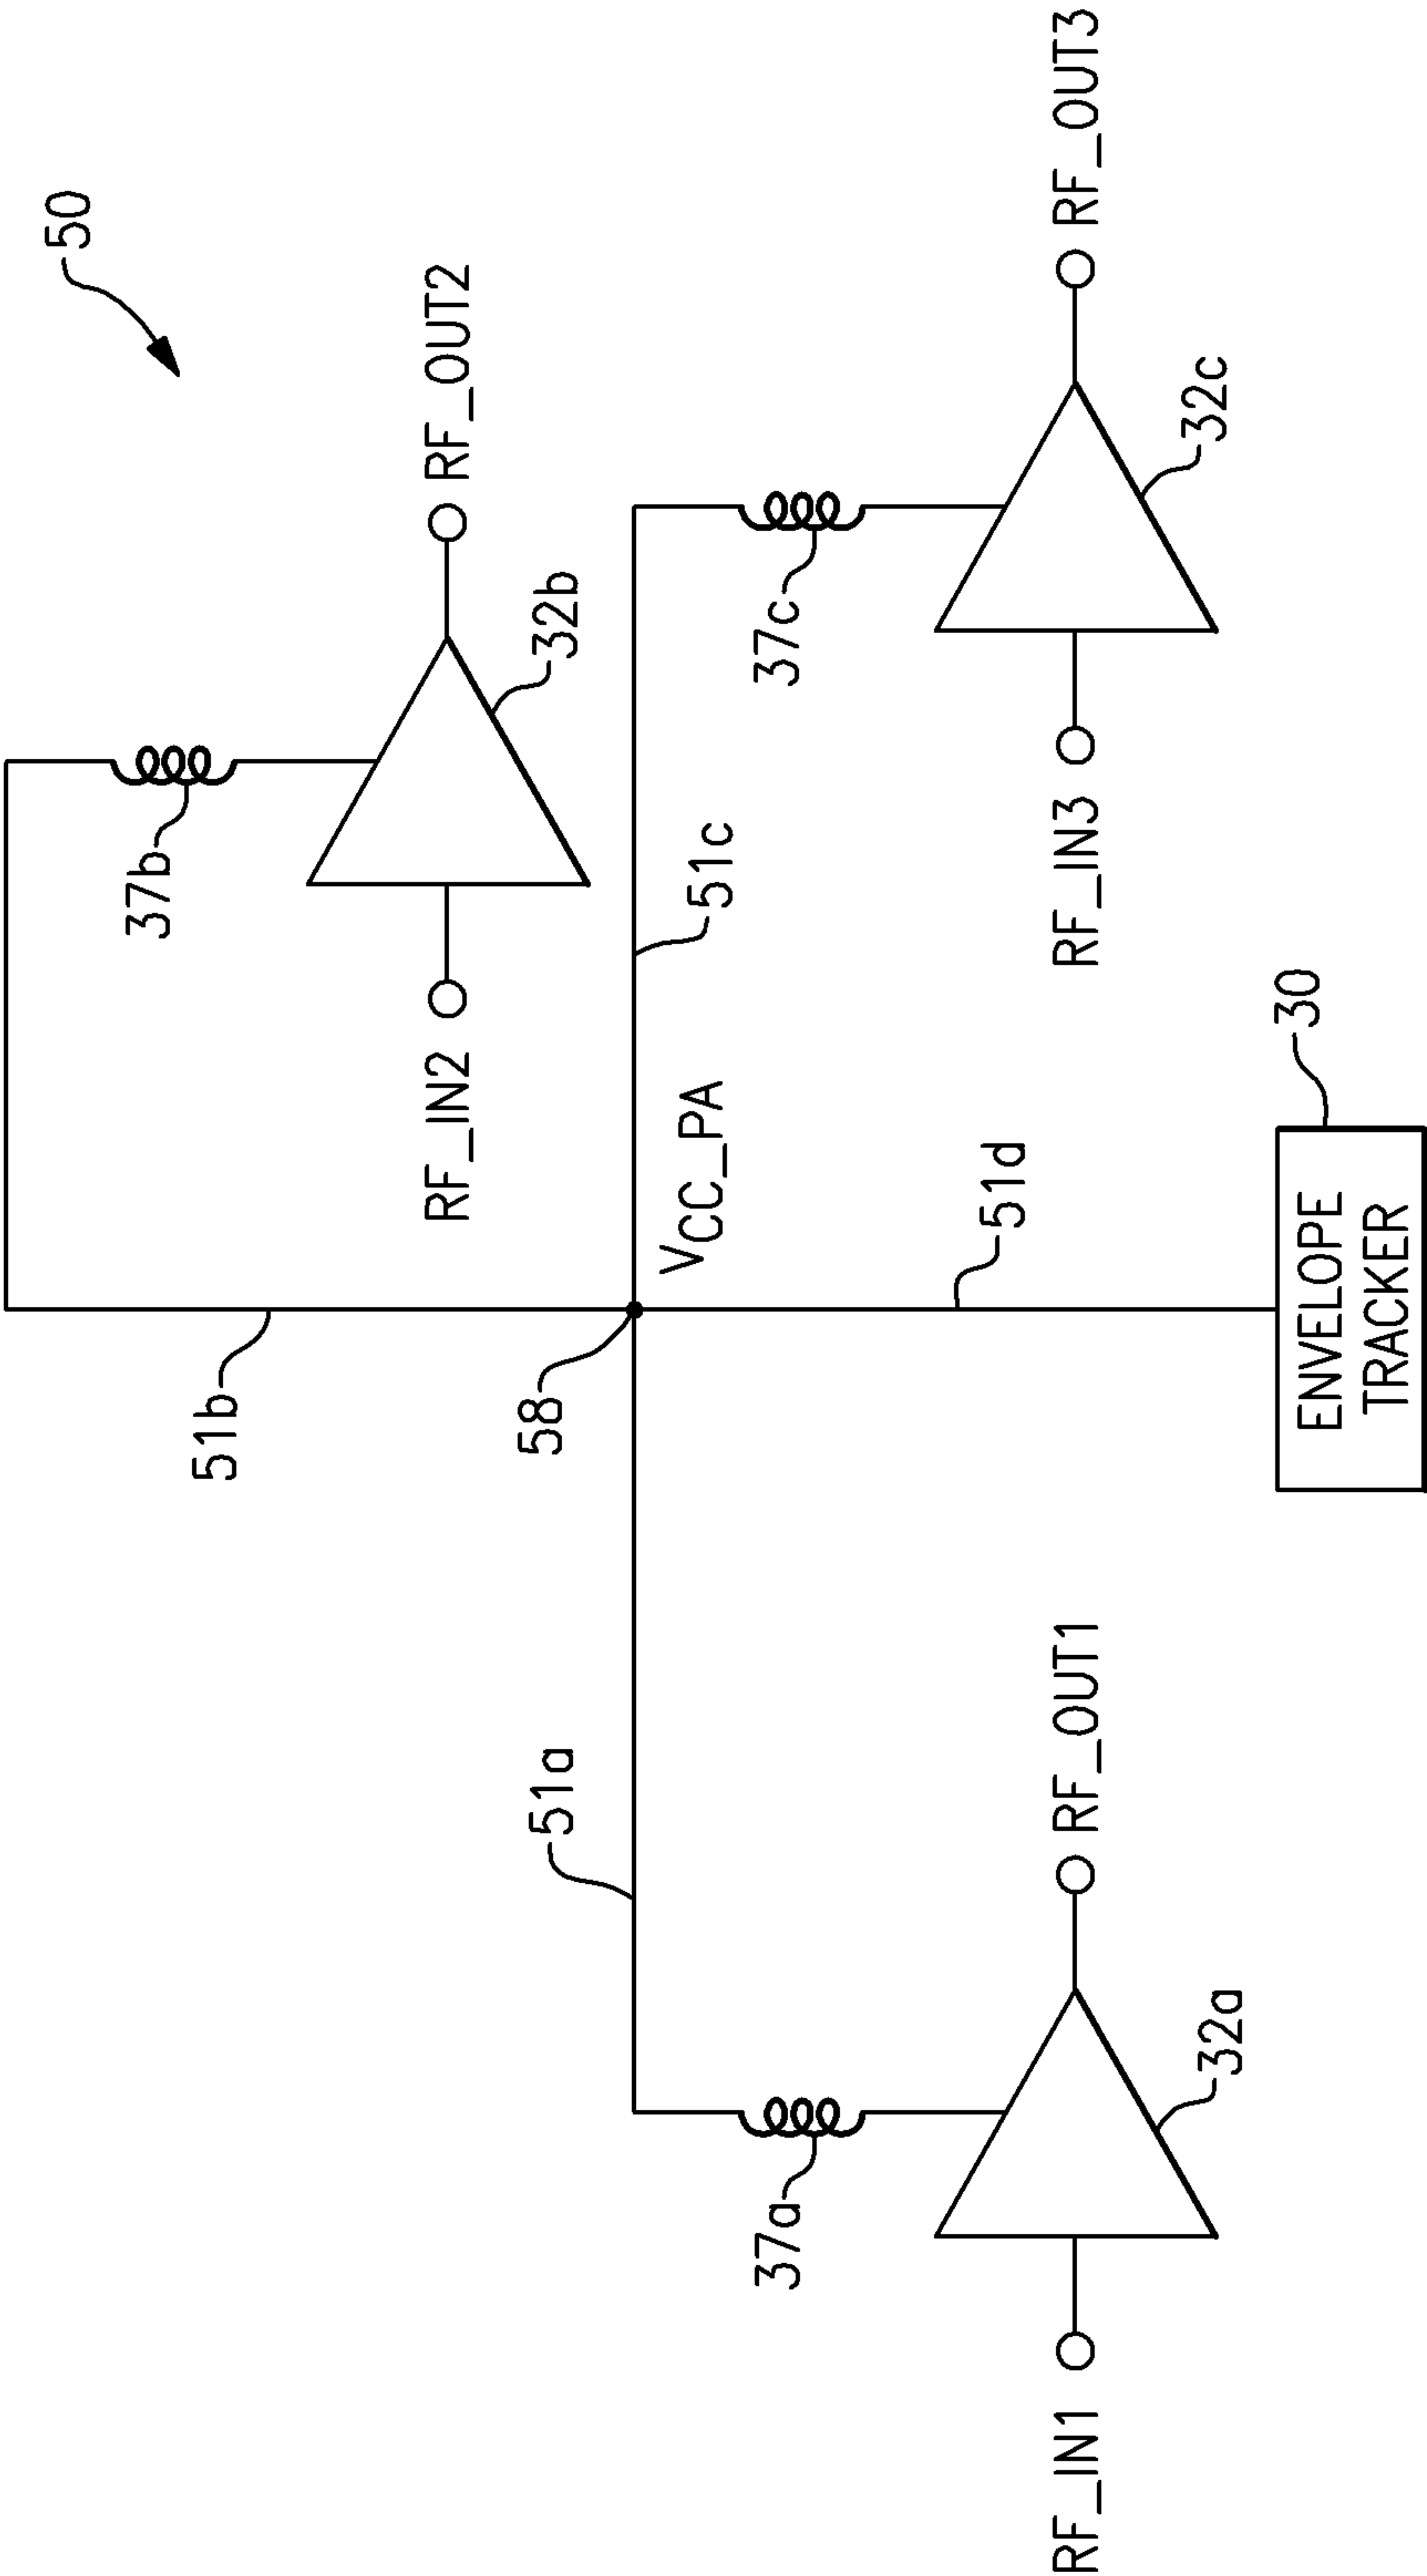 50
37b
RF_IN2
RF_OUT2
32b
51b
51a
58
VCC_PA
51c
37a
37c
RF_IN1
RF_OUT1
32a
51d
RF_IN3
RF_OUT3
32c
30
ENVELOPE
TRACKER